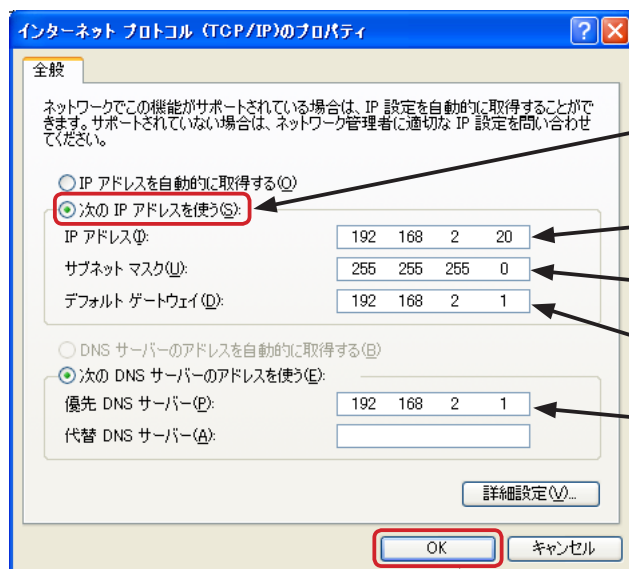 インターネット プロトコル (TCP/IP)のプロパティ
全般
ネットワークでこの機能がサポートされている場合は、IP 設定を自動的に取得することがで
きます。サポートされていない場合は、ネットワーク管理者に適切な IP 設定を問い合わせ
てください。
IP アドレスを自動的に取得する(O)
次の IP アドレスを使う(S):
IP アドレス(I): 192 168 2 20
サブネット マスク(U): 255 255 255 0
デフォルト ゲートウェイ(D): 192 168 2 1
DNS サーバーのアドレスを自動的に取得する(B)
次の DNS サーバーのアドレスを使う(E):
優先 DNS サーバー(P): 192 168 2 1
代替 DNS サーバー(A):
詳細設定(V)...
OK キャンセル